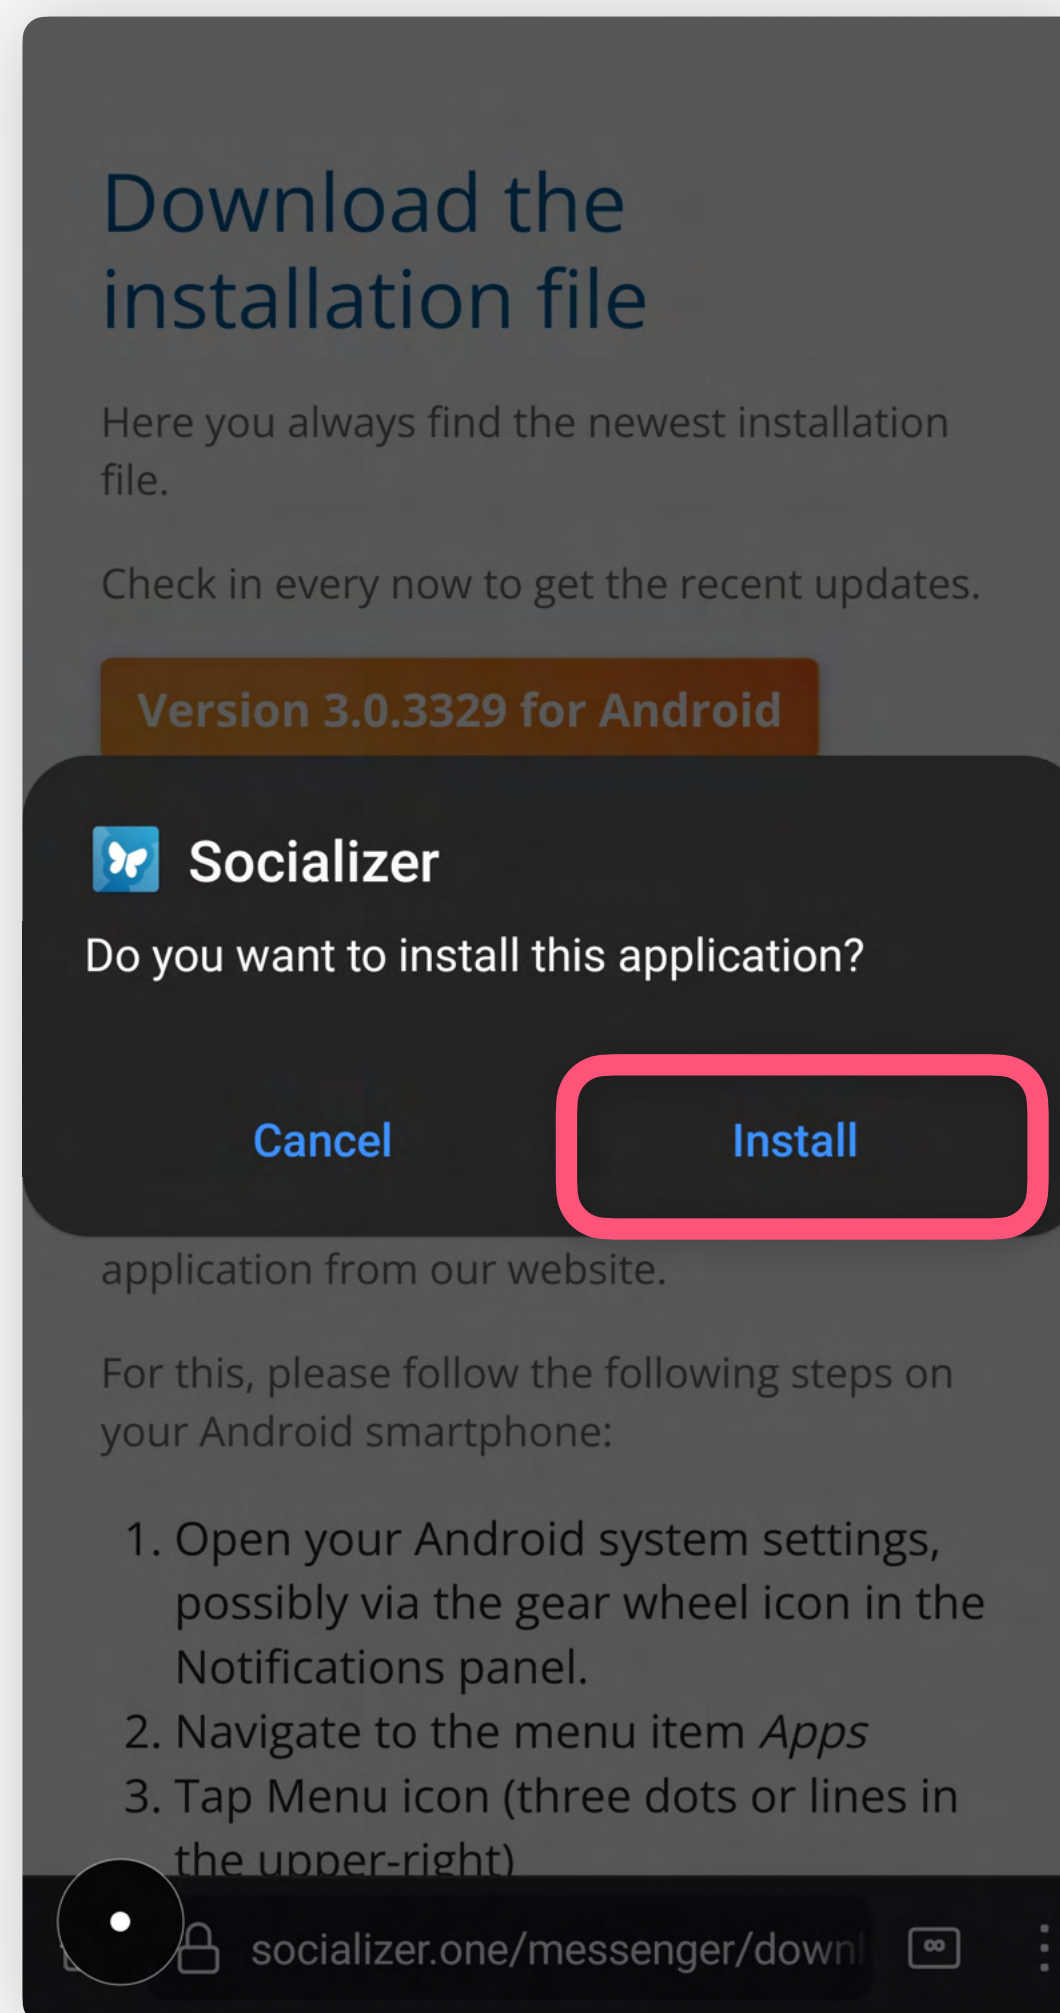 Download the
installation file
Here you always find the newest installation
file.
Check in every now to get the recent updates.
Version 3.0.3329 for Android
Socializer
Do you want to install this application?
Cancel
Install
application from our website.
For this, please follow the following steps on
your Android smartphone:
1. Open your Android system settings,
possibly via the gear wheel icon in the
Notifications panel.
2. Navigate to the menu item Apps
3. Tap Menu icon (three dots or lines in
the upper-right)
socializer.one/messenger/downl